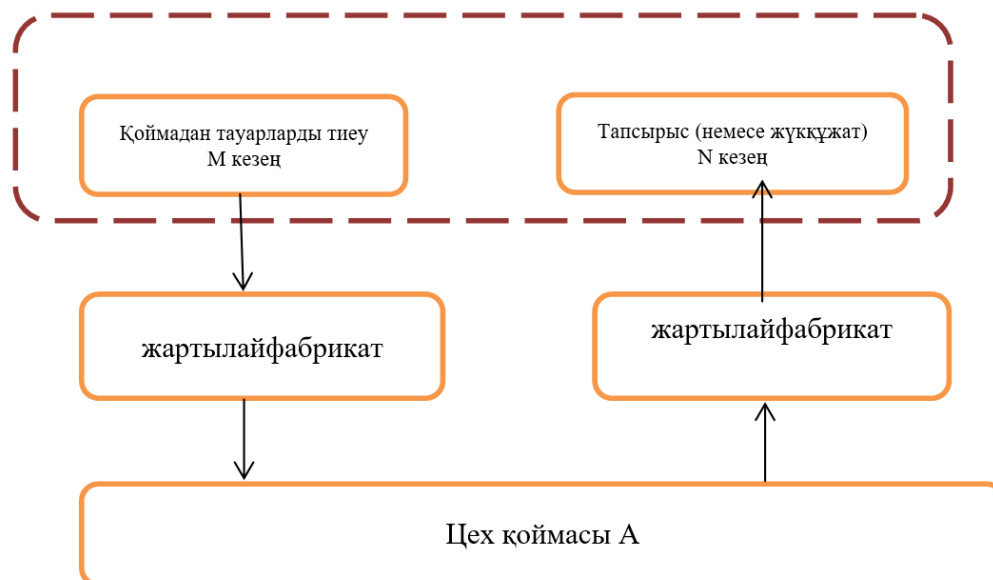 Қоймадан тауарларды тиеу
М кезең
Тапсырыс (немесе жүкқұжат)
N кезең
жартылайфабрикат
жартылайфабрикат
Цех қоймасы А